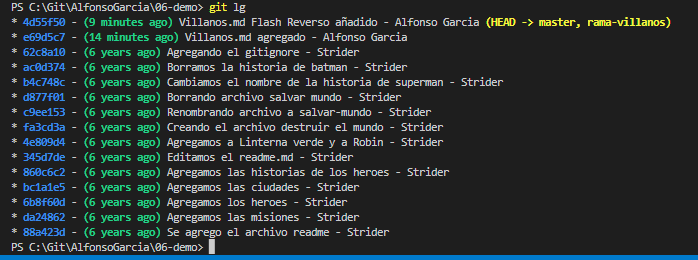 PS C:\Git\AlfonsoGarcia\06-demo> git lg
* 4d55f50 - (9 minutes ago) Villanos.md Flash Reverso añadido - Alfonso Garcia (HEAD -> master, rama-villanos)
* e69d5c7 - (14 minutes ago) Villanos.md agregado - Alfonso Garcia
* 62c8a10 - (6 years ago) Agregando el gitignore - Strider
* ac0d374 - (6 years ago) Borramos la historia de batman - Strider
* b4c748c - (6 years ago) Cambiamos el nombre de la historia de superman - Strider
* d877f01 - (6 years ago) Borrando archivo salvar mundo - Strider
* c9ee153 - (6 years ago) Renombrando archivo a salvar-mundo - Strider
* fa3cd3a - (6 years ago) Creando el archivo destruir el mundo - Strider
* 4e809d4 - (6 years ago) Agregamos a Linterna verde y a Robin - Strider
* 345d7de - (6 years ago) Editamos el readme.md - Strider
* 860c6c2 - (6 years ago) Agregamos las historias de los heroes - Strider
* bc1a1e5 - (6 years ago) Agregamos las ciudades - Strider
* 6b8f60d - (6 years ago) Agregamos los heroes - Strider
* da24862 - (6 years ago) Agregamos las misiones - Strider
* 88a423d - (6 years ago) Se agrego el archivo readme - Strider
PS C:\Git\AlfonsoGarcia\06-demo>